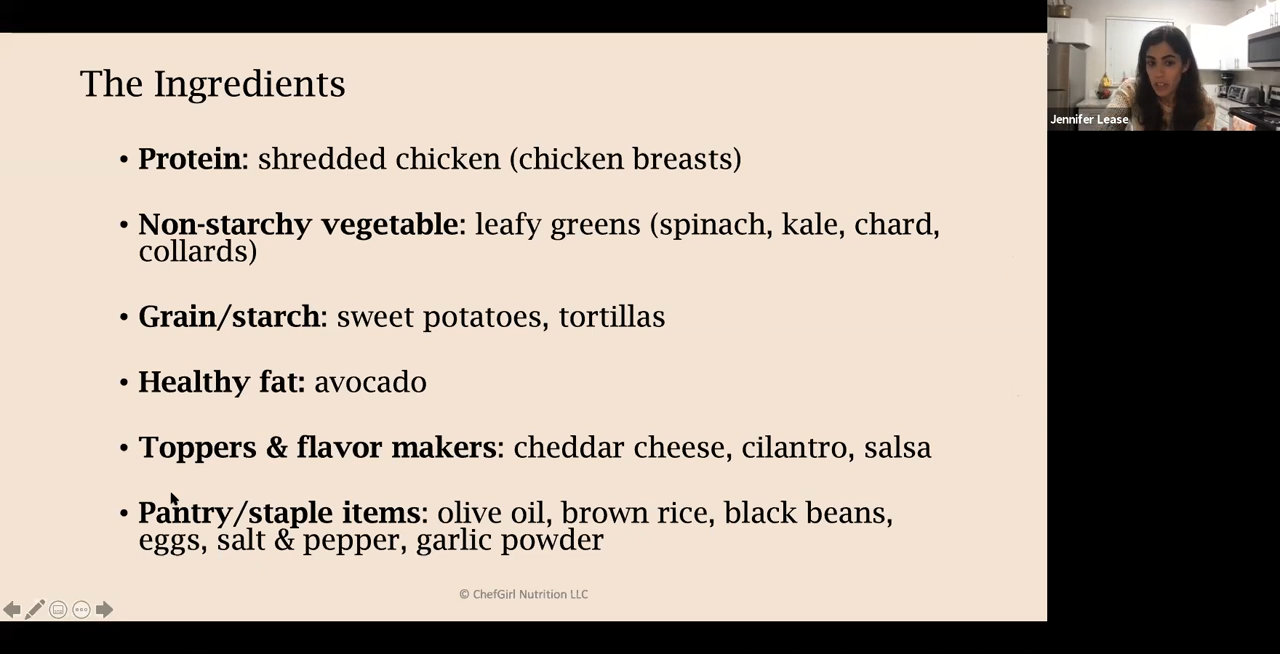 The Ingredients
• Protein: shredded chicken (chicken breasts)
• Non-starchy vegetable: leafy greens (spinach, kale, chard,
collards)
• Grain/starch: sweet potatoes, tortillas
• Healthy fat: avocado
• Toppers & flavor makers: cheddar cheese, cilantro, salsa
• Pantry/staple items: olive oil, brown rice, black beans,
eggs, salt & pepper, garlic powder
© ChefGirl Nutrition LLC
Jennifer Lease